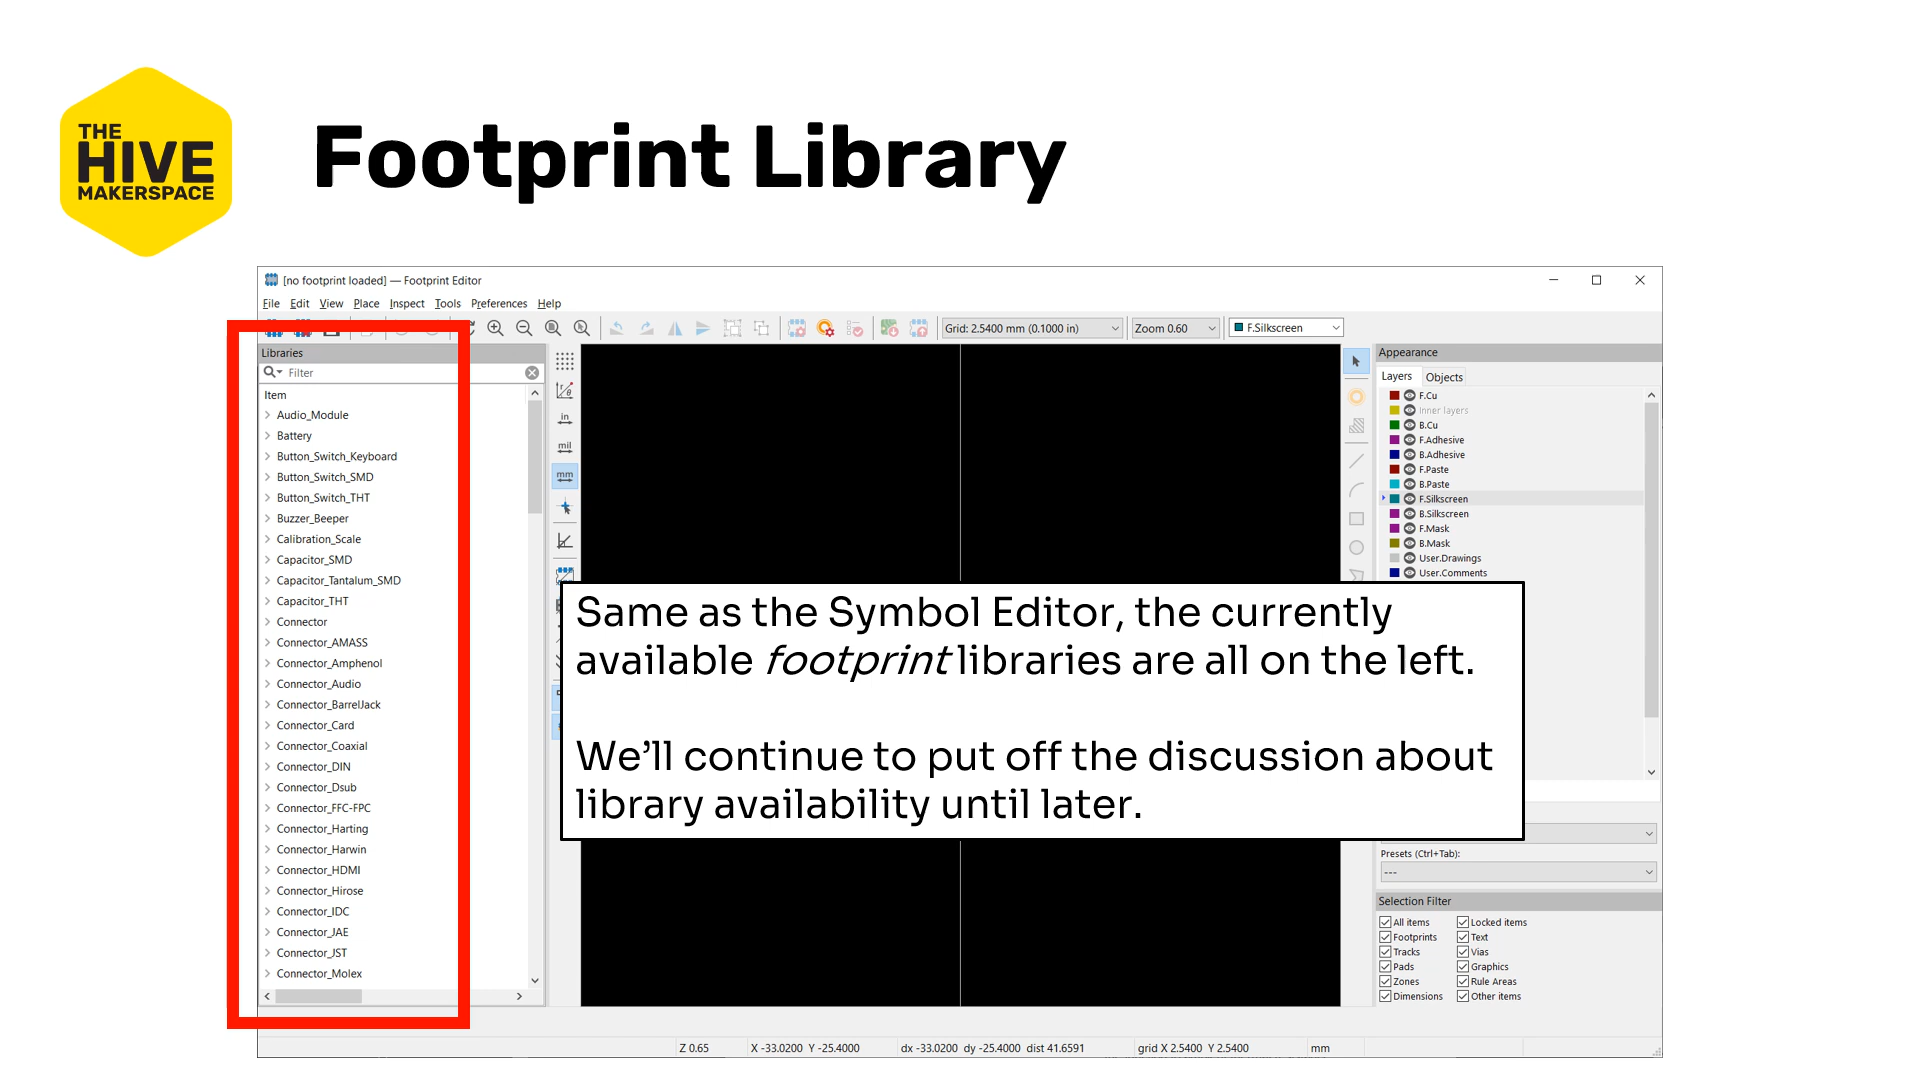 THE
HIVE
MAKERSPACE
Footprint Library
[no footprint loaded] — Footprint Editor
File Edit View Place Inspect Tools Preferences Help
Grid: 2.5400 mm (0.1000 in)
Zoom 0.60
F.Silkscreen
Libraries
Filter
Item
Audio_Module
Battery
Button_Switch_Keyboard
Button_Switch_SMD
Button_Switch_THT
Buzzer_Beeper
Calibration_Scale
Capacitor_SMD
Capacitor_Tantalum_SMD
Capacitor_THT
Connector
Connector_AMASS
Connector_Amphenol
Connector_Audio
Connector_BarrelJack
Connector_Card
Connector_Coaxial
Connector_DIN
Connector_Dsub
Connector_FFC-FPC
Connector_Harting
Connector_Harwin
Connector_HDMI
Connector_Hirose
Connector_IDC
Connector_JAE
Connector_JST
Connector_Molex
in
mil
mm
Same as the Symbol Editor, the currently
available footprint libraries are all on the left.
We'll continue to put off the discussion about
library availability until later.
Appearance
Layers Objects
F.Cu
Inner layers
B.Cu
F.Adhesive
B.Adhesive
F.Paste
B.Paste
F.Silkscreen
B.Silkscreen
F.Mask
B.Mask
User.Drawings
User.Comments
Presets (Ctrl+Tab):
---
Selection Filter
All items Locked items
Footprints Text
Tracks Vias
Pads Graphics
Zones Rule Areas
Dimensions Other items
Z 0.65 X -33.0200 Y -25.4000 dx -33.0200 dy -25.4000 dist 41.6591 grid X 2.5400 Y 2.5400 mm